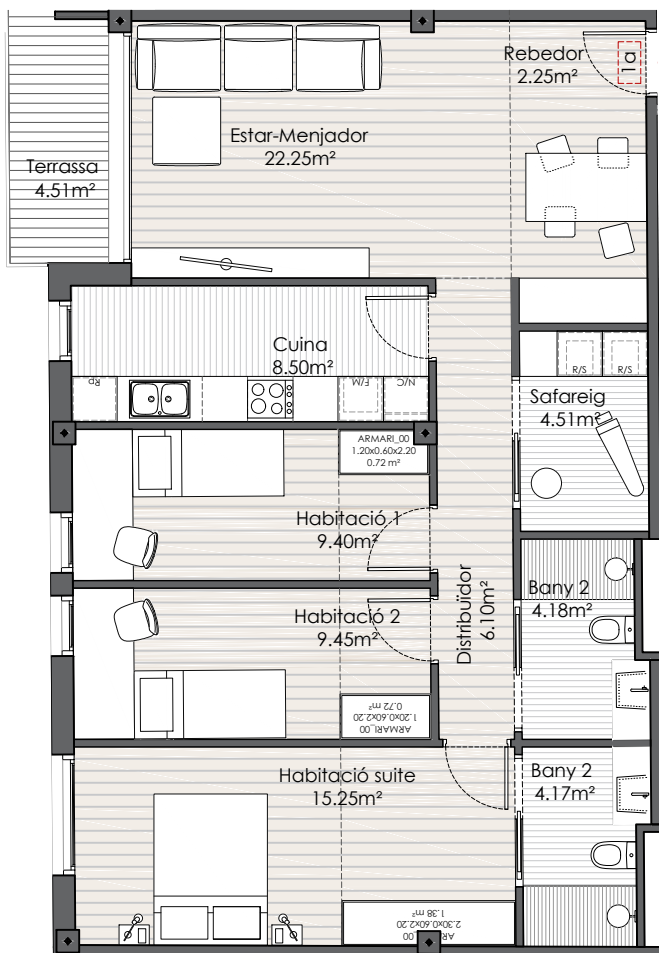 Rebedor
2.25m²
1a
Estar-Menjador
22.25m²
Terrassa
4.51m²
Cuina
8.50m²
Rp
F/M
N/C
R/S
R/S
Safareig
4.51m²
ARMARI_00
1.20x0.60x2.20
0.72 m²
Habitació 1
9.40m²
Distribuïdor
6.10m²
Bany 2
4.18m²
Habitació 2
9.45m²
ARMARI_00
1.20x0.60x2.20
0.72 m²
Habitació suite
15.25m²
Bany 2
4.17m²
ARM
_00
2.30x0.60x2.20
1.38 m²